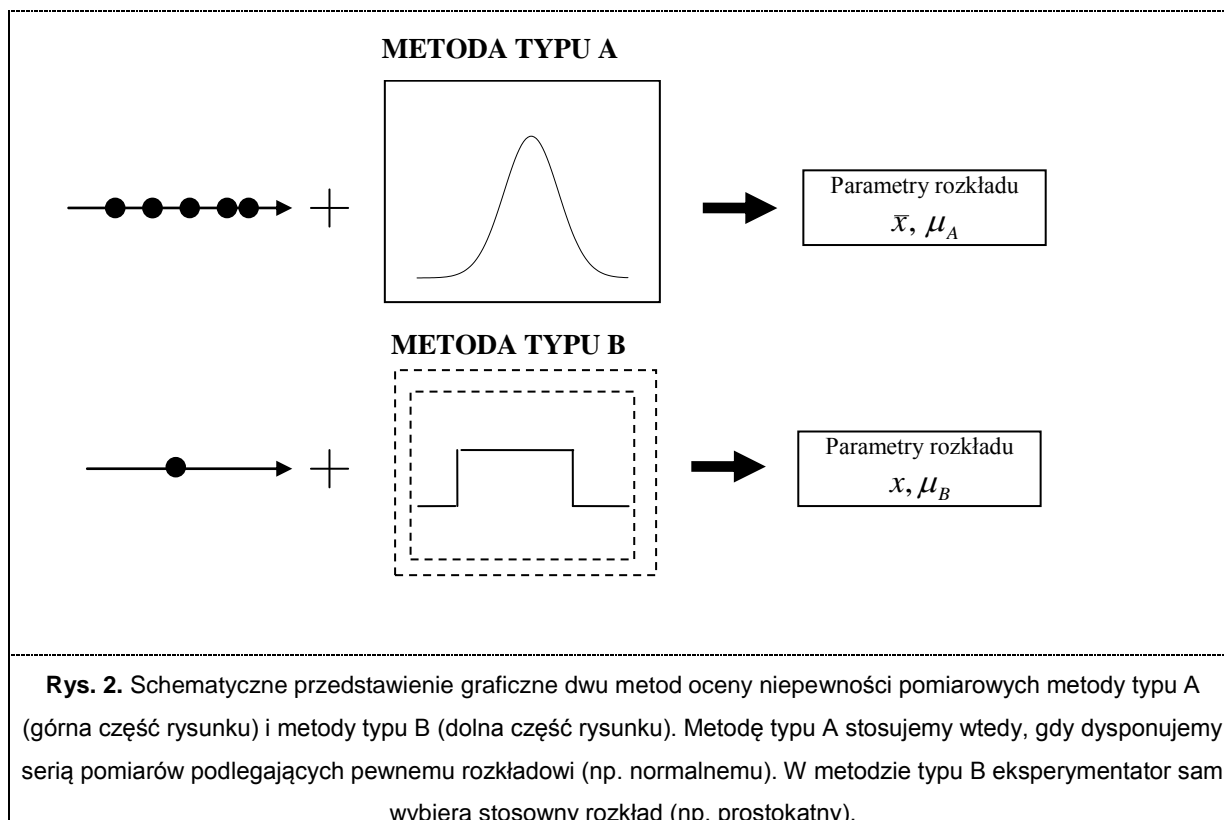 METODA TYPU A
Parametry rozkładu
x̄, μ_A
METODA TYPU B
Parametry rozkładu
x, μ_B
Rys. 2. Schematyczne przedstawienie graficzne dwu metod oceny niepewności pomiarowych metody typu A
(górna część rysunku) i metody typu B (dolna część rysunku). Metodę typu A stosujemy wtedy, gdy dysponujemy
serią pomiarów podlegających pewnemu rozkładowi (np. normalnemu). W metodzie typu B eksperymentator sam
wybiera stosowny rozkład (np. prostokątny).